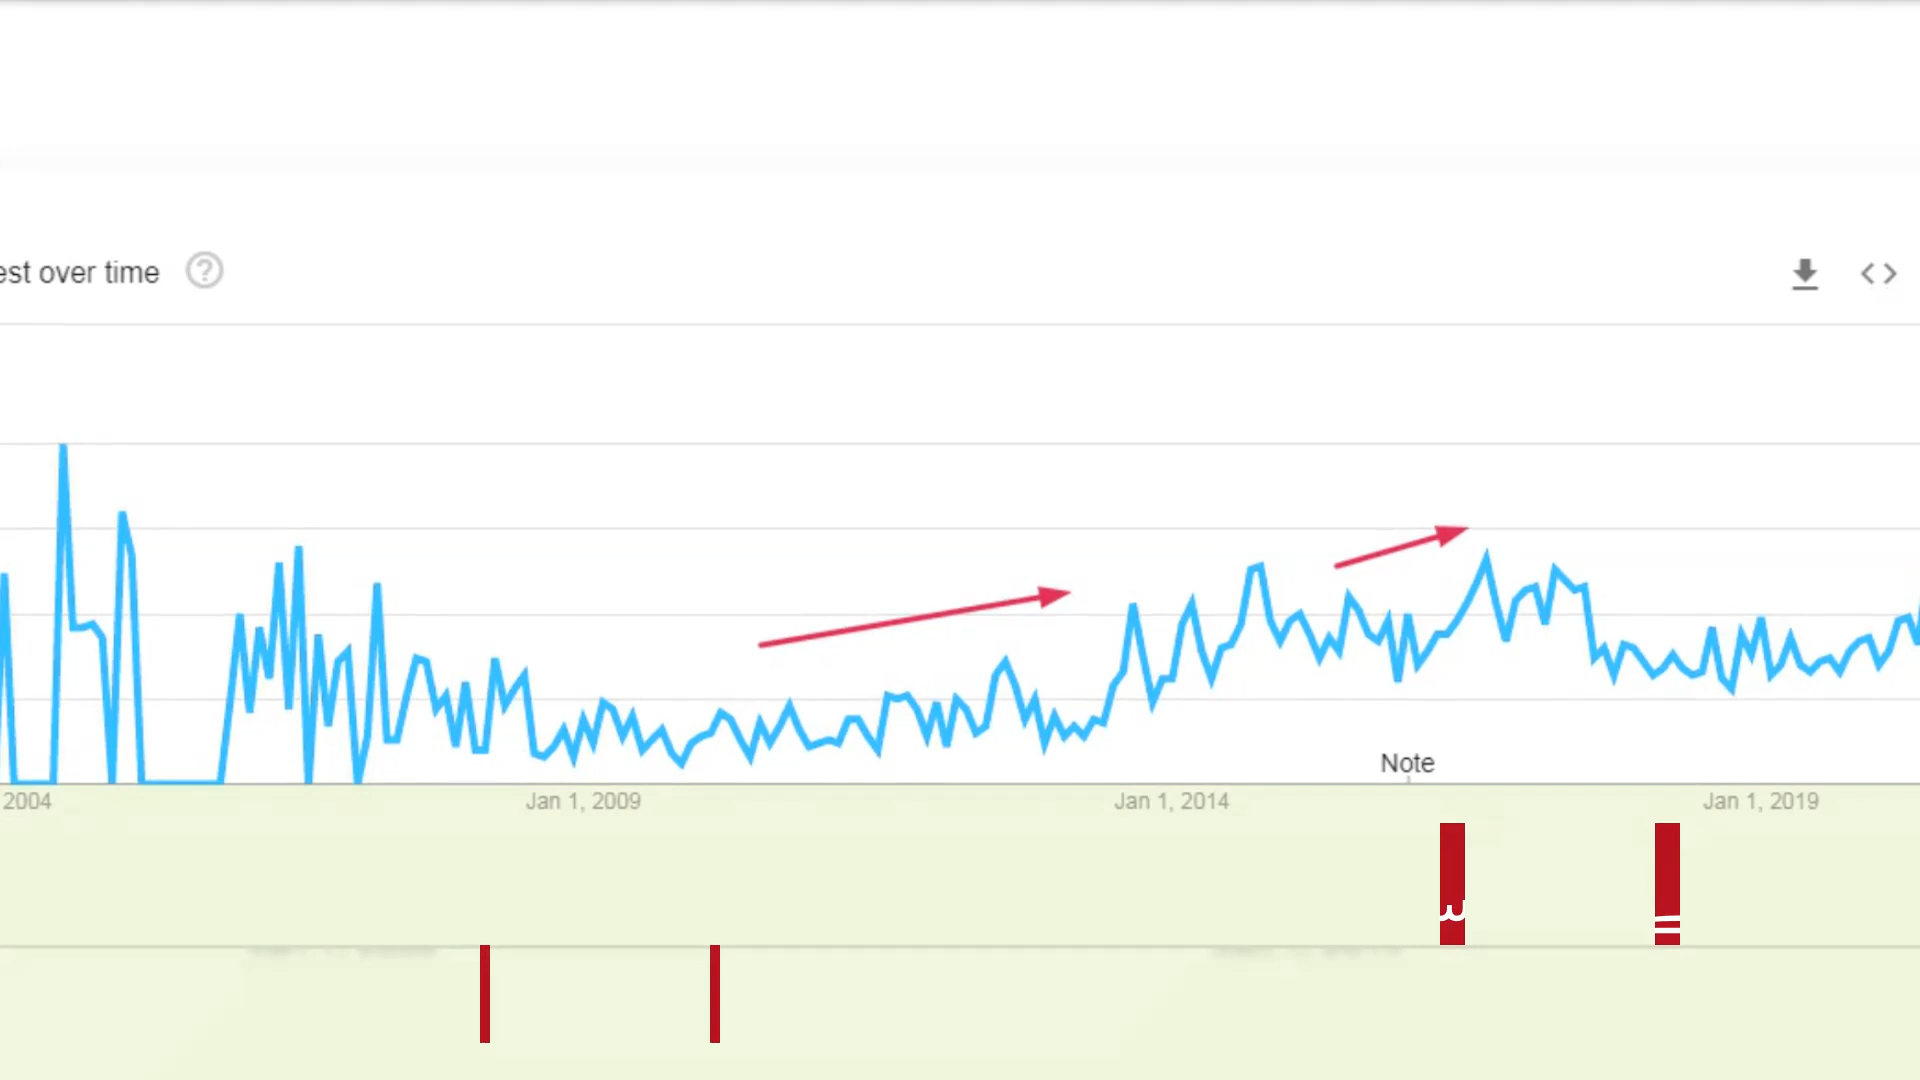 est over time
Note
2004 Jan 1, 2009 Jan 1, 2014 Jan 1, 2019